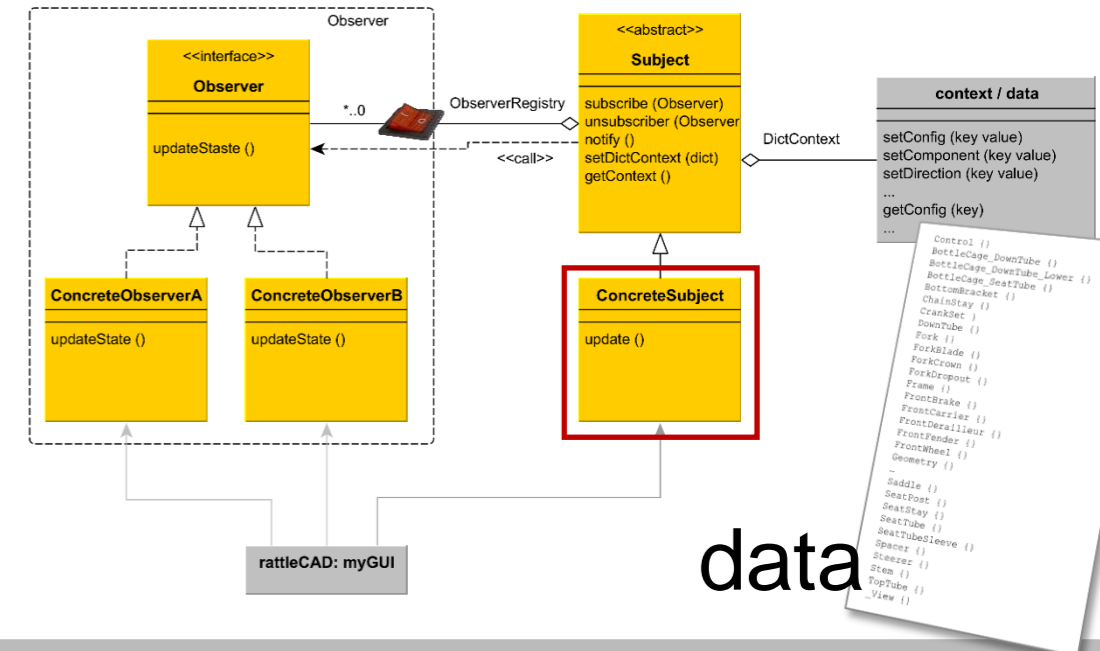 Observer
<<interface>>
Observer
updateStaste ()
*..0
ObserverRegistry
<<call>>
<<abstract>>
Subject
subscribe (Observer)
unsubscriber (Observer
notify ()
setDictContext (dict)
getContext ()
DictContext
context / data
setConfig (key value)
setComponent (key value)
setDirection (key value)
...
getConfig (key)
...
ConcreteObserverA
updateState ()
ConcreteObserverB
updateState ()
ConcreteSubject
update ()
rattleCAD: myGUI
data
Control {}
BottleCage_DownTube {}
BottleCage_DownTube_Lower {}
BottleCage_SeatTube {}
BottomBracket {}
ChainStay {}
CrankSet }
DownTube {}
Fork {}
ForkBlade {}
ForkCrown {}
ForkDropout {}
Frame {}
FrontBrake {}
FrontCarrier {}
FrontDerailleur {}
FrontFender {}
FrontWheel {}
Geometry {}
…
Saddle {}
SeatPost {}
SeatStay {}
SeatTube {}
SeatTubeSleeve {}
Spacer {}
Steerer {}
Stem {}
TopTube {}
_View {}